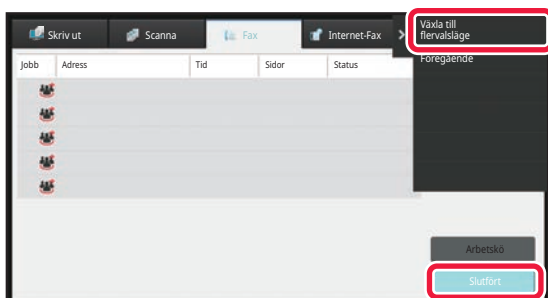 Skriv ut
Scanna
Fax
Internet-Fax
Växla till
flervalsläge
Föregående
Jobb
Adress
Tid
Sidor
Status
Arbetskö
Slutfört